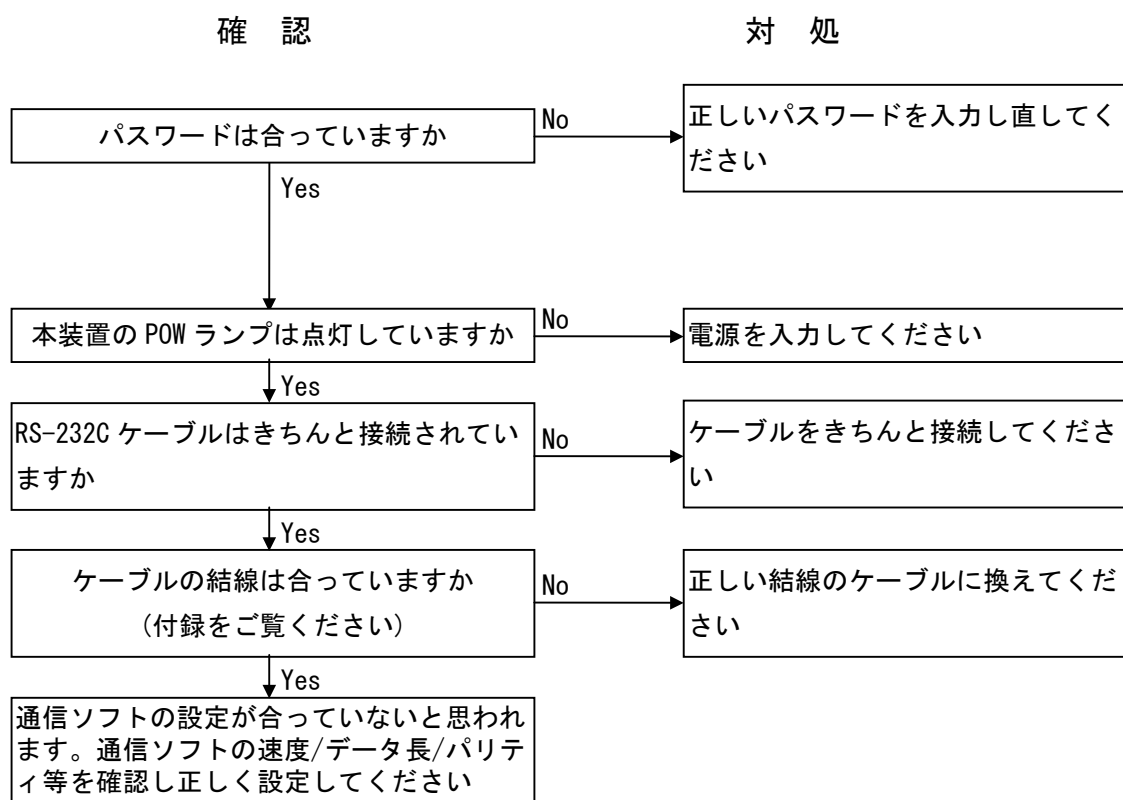 確　認
対　処
パスワードは合っていますか
No
正しいパスワードを入力し直してく
ださい
Yes
本装置の POW ランプは点灯していますか
No
電源を入力してください
Yes
RS-232C ケーブルはきちんと接続されてい
ますか
No
ケーブルをきちんと接続してくださ
い
Yes
ケーブルの結線は合っていますか
(付録をご覧ください)
No
正しい結線のケーブルに換えてくだ
さい
Yes
通信ソフトの設定が合っていないと思われ
ます。通信ソフトの速度/データ長/パリテ
ィ等を確認し正しく設定してください